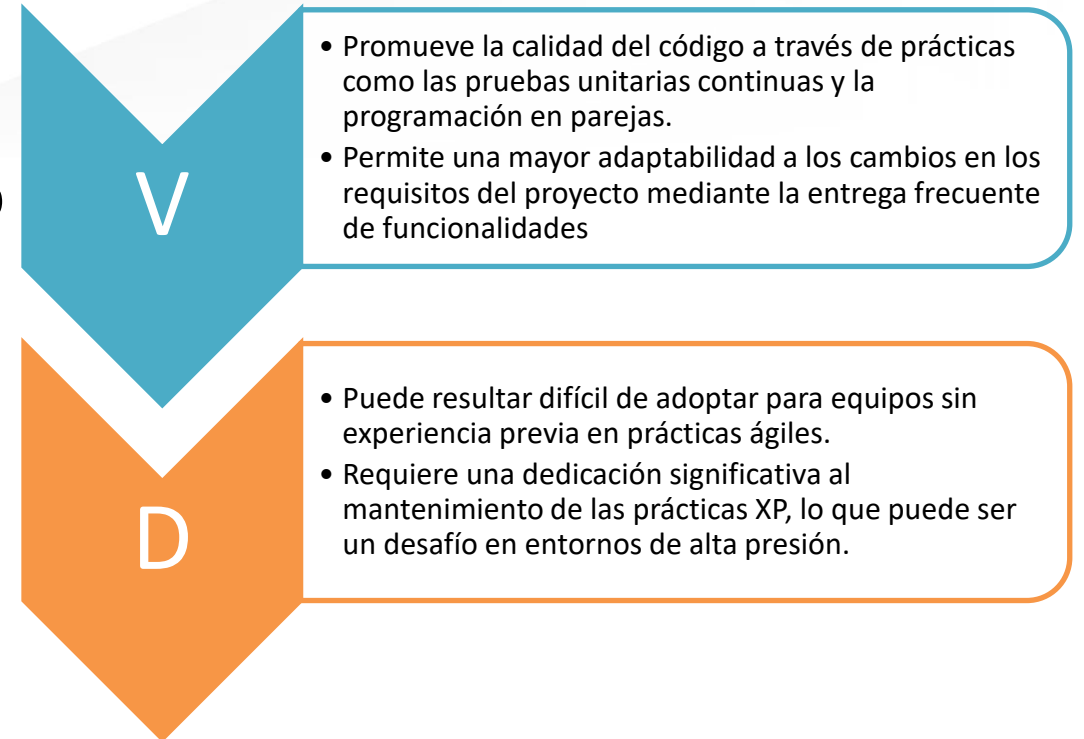 V
• Promueve la calidad del código a través de prácticas
como las pruebas unitarias continuas y la
programación en parejas.
• Permite una mayor adaptabilidad a los cambios en los
requisitos del proyecto mediante la entrega frecuente
de funcionalidades
D
• Puede resultar difícil de adoptar para equipos sin
experiencia previa en prácticas ágiles.
• Requiere una dedicación significativa al
mantenimiento de las prácticas XP, lo que puede ser
un desafío en entornos de alta presión.